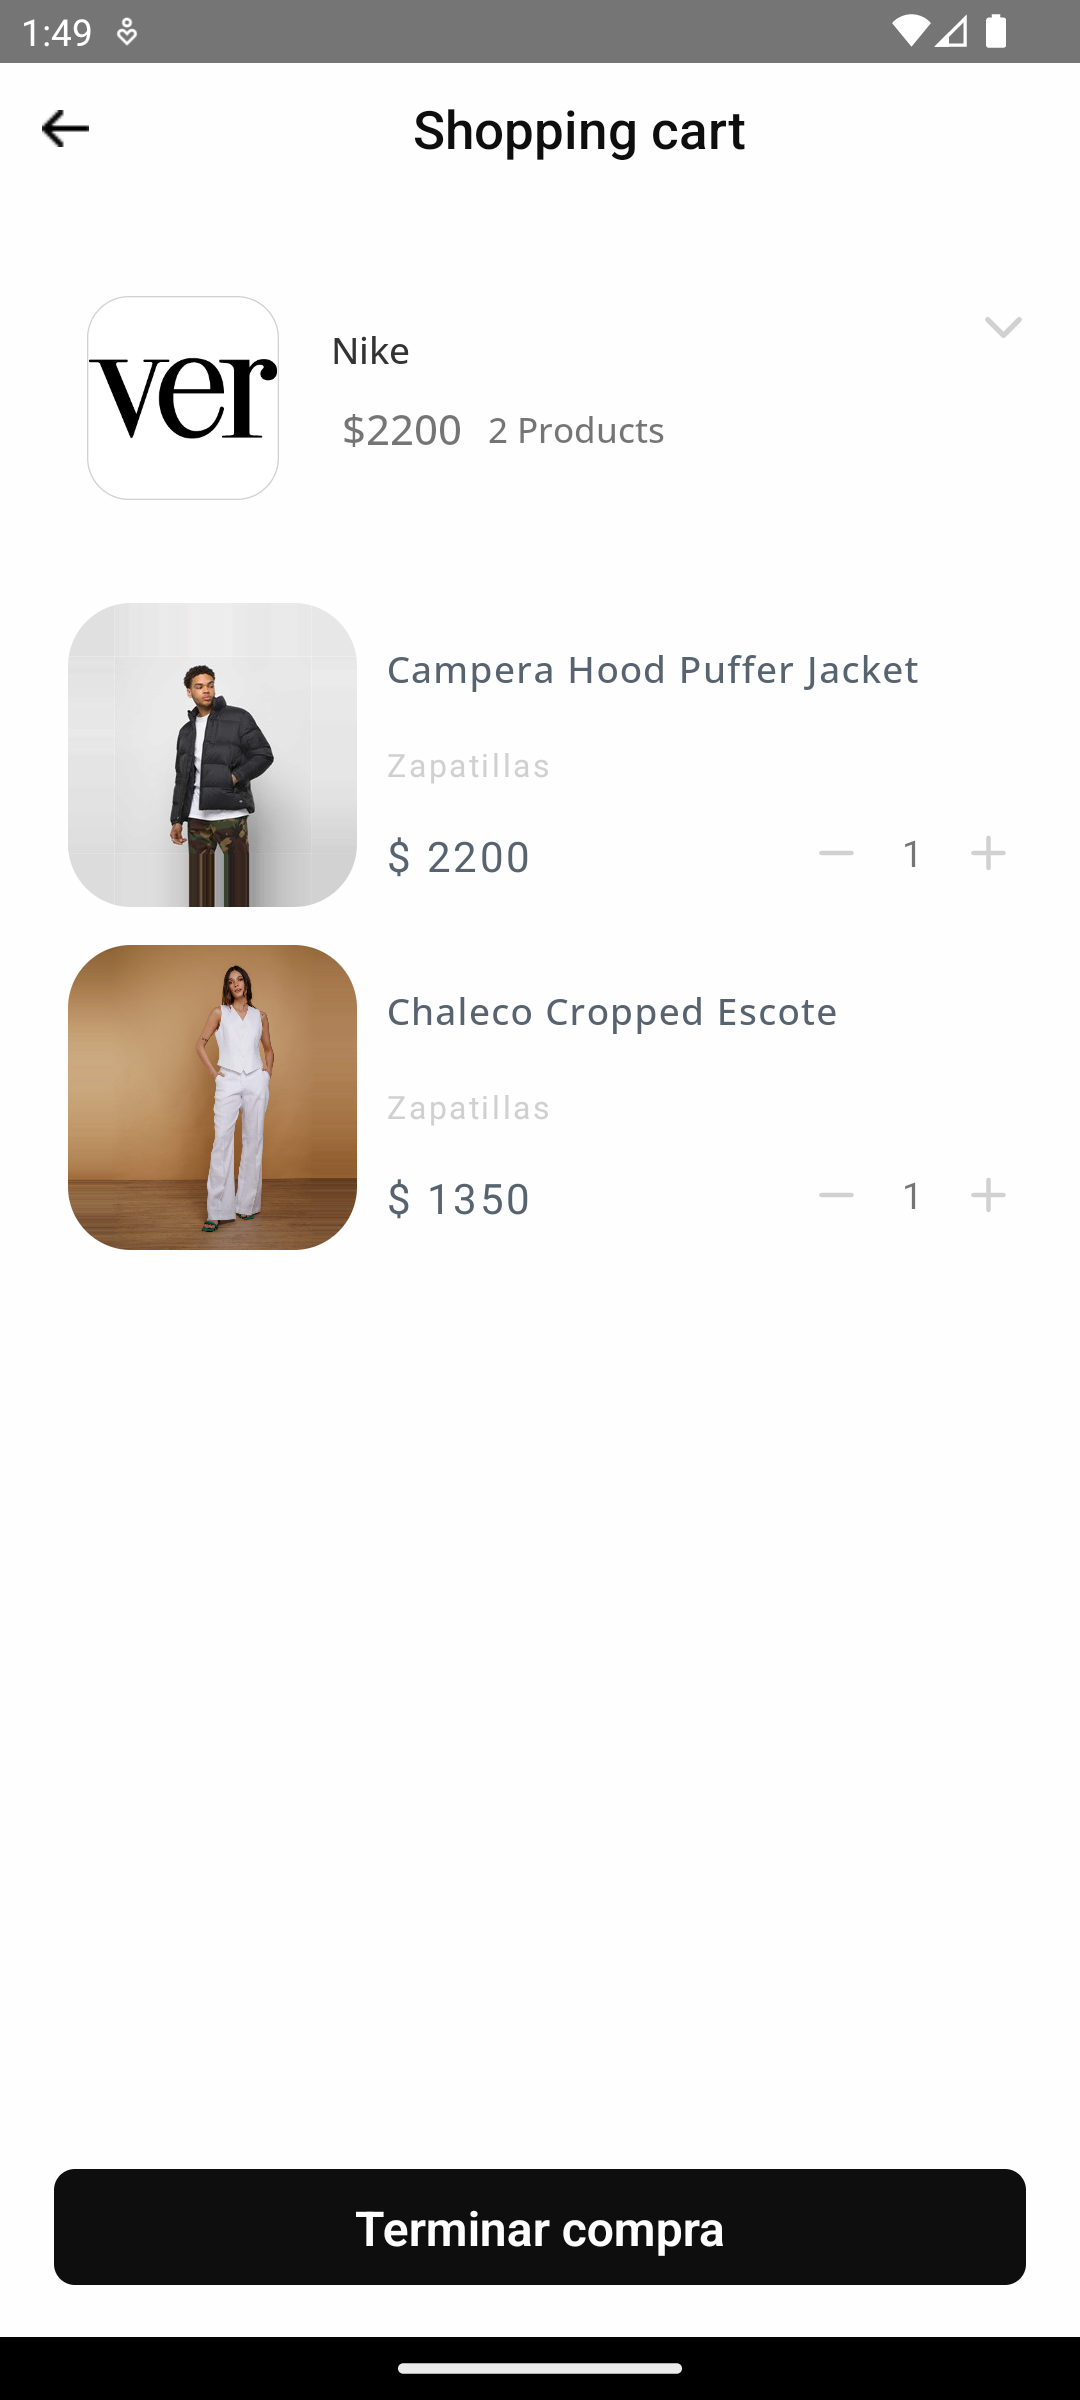 1:49
Shopping cart
ver
Nike
$2200 2 Products
Campera Hood Puffer Jacket
Zapatillas
$ 2200
1
Chaleco Cropped Escote
Zapatillas
$ 1350
1
Terminar compra